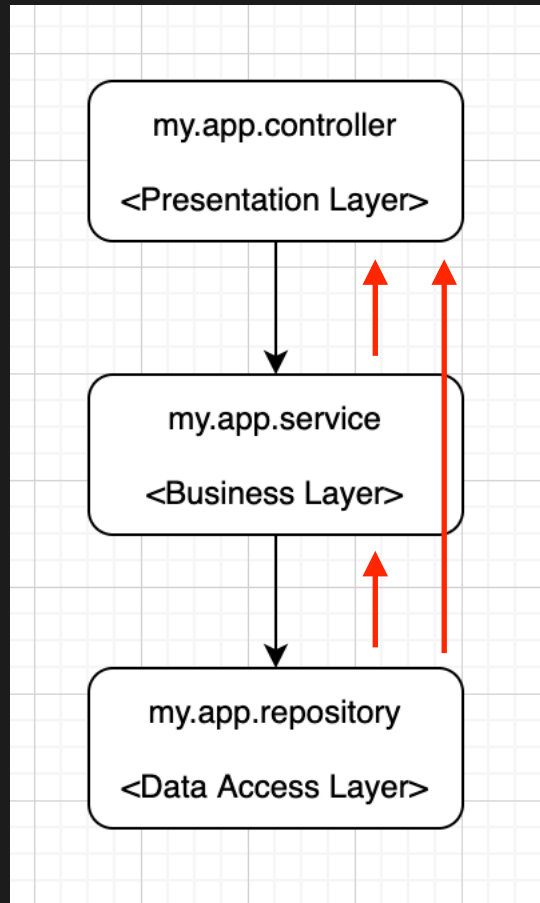 my.app.controller
<Presentation Layer>
my.app.service
<Business Layer>
my.app.repository
<Data Access Layer>